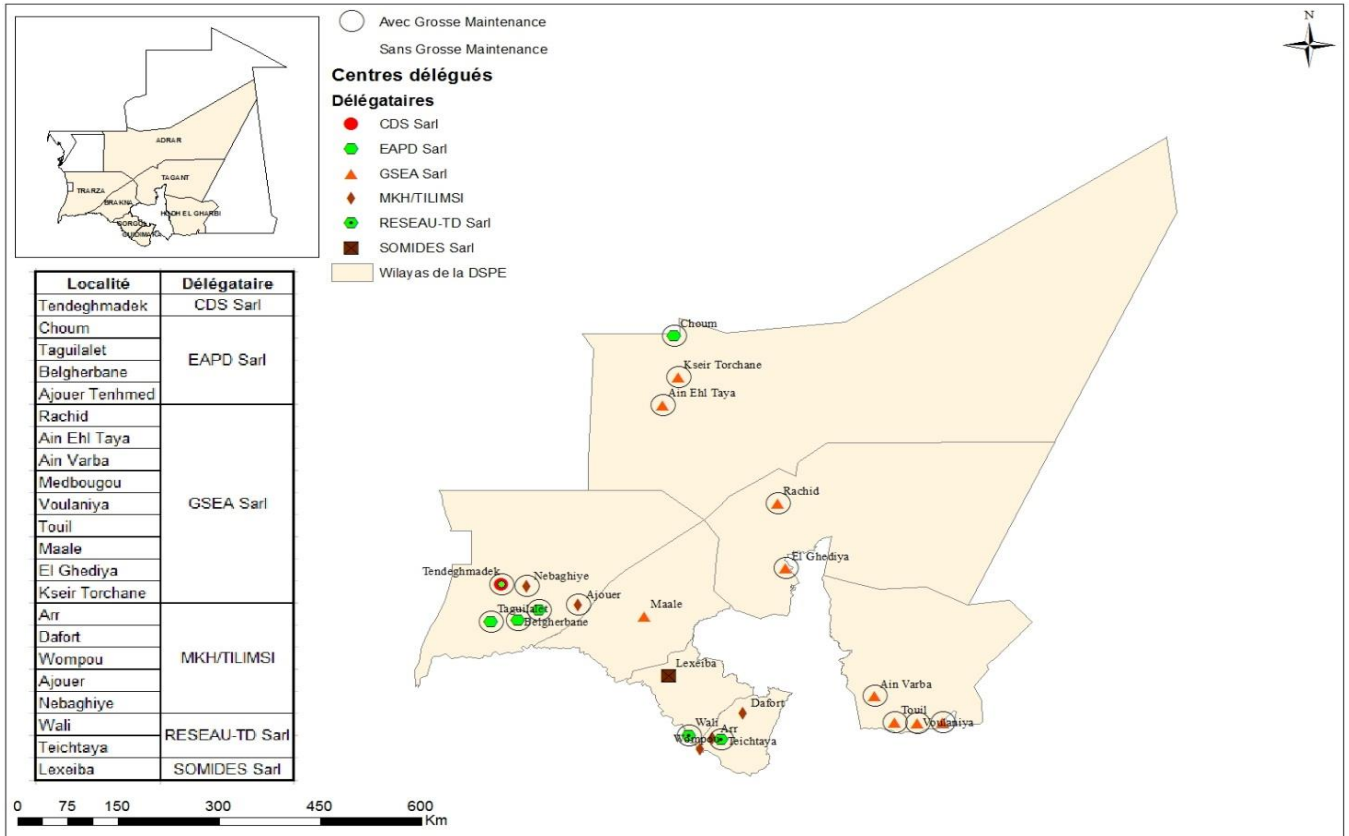 Avec Grosse Maintenance
Sans Grosse Maintenance
Centres délégués
Délégataires
CDS Sarl
EAPD Sarl
GSEA Sarl
MKH/TILIMSI
RESEAU-TD Sarl
SOMIDES Sarl
Wilayas de la DSPE
N
ADRAR
TAGANT
TRARZA
BRAKNA
HODH EL GHARBI
GORGOL
GUIDIMAKA
Localité Délégataire
Tendeghmadek CDS Sarl
Choum
Taguilalet
Belgherbane
Ajouer Tenhmed
EAPD Sarl
Rachid
Ain Ehl Taya
Ain Varba
Medbougou
Voulaniya
Touil
Maale
El Ghediya
Kseir Torchane
GSEA Sarl
Arr
Dafort
Wompou
Ajouer
Nebaghiye
MKH/TILIMSI
Wali
Teichtaya
RESEAU-TD Sarl
Lexeiba SOMIDES Sarl
Choum
Kseir Torchane
Ain Ehl Taya
Rachid
El Ghediya
Tendeghmadek
Nebaghiye
Ajouer
Taguilalet
Belgherbane
Maale
Lexeiba
Ain Varba
Dafort
Touil
Voulaniya
Wali
Arr
Wompou
Teichtaya
0 75 150 300 450 600
Km